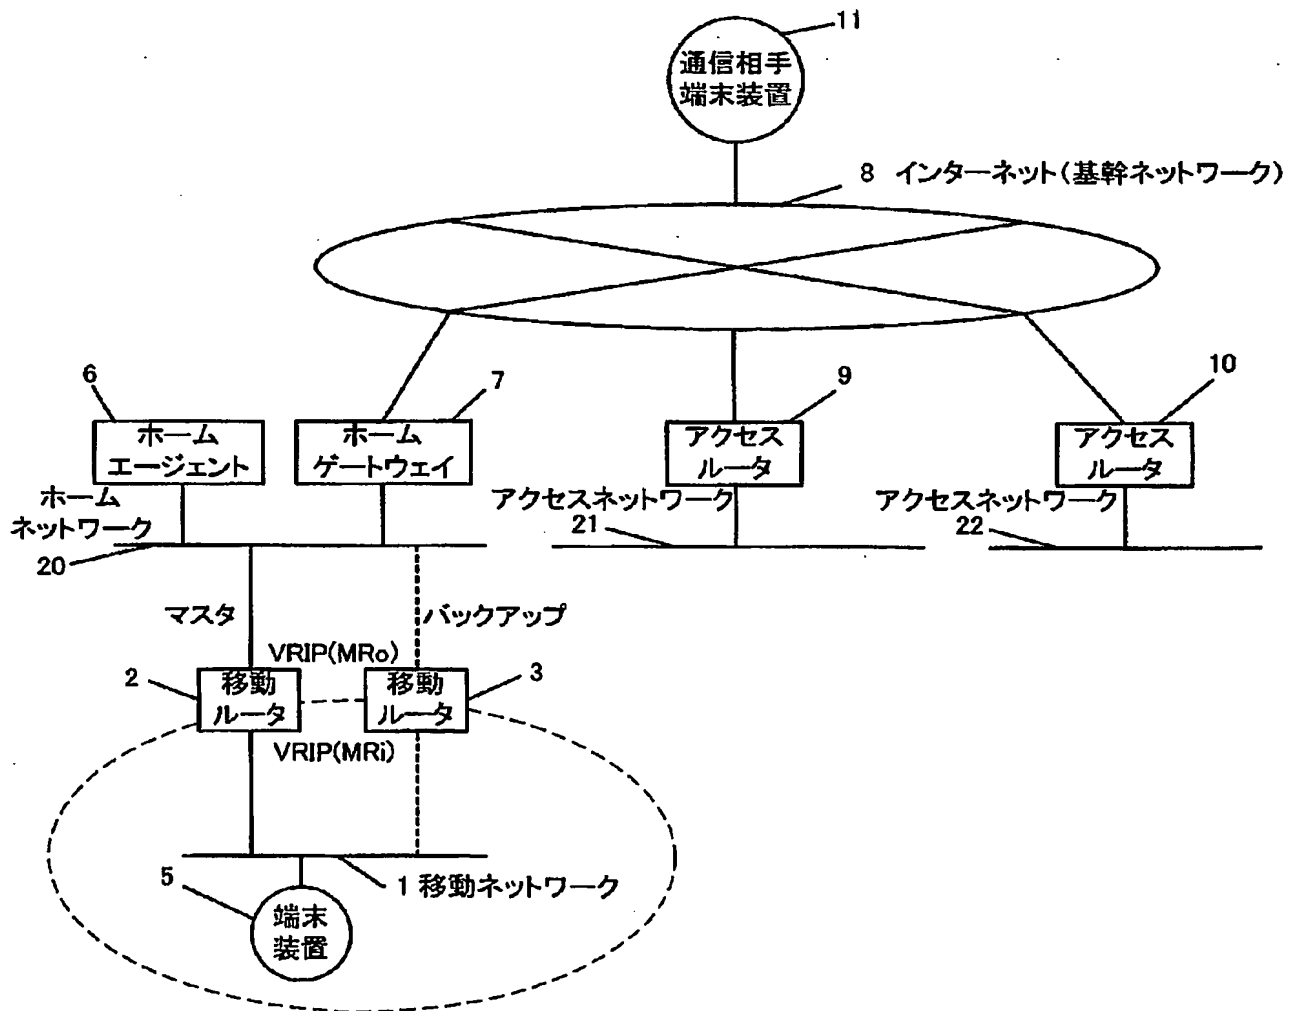 11
通信相手
端末装置
8 インターネット(基幹ネットワーク)
6
ホーム
エージェント
7
ホーム
ゲートウェイ
9
アクセス
ルータ
10
アクセス
ルータ
ホーム
ネットワーク
20
アクセスネットワーク
21
アクセスネットワーク
22
マスタ
バックアップ
VRIP(MRo)
2
移動
ルータ
移動
ルータ
3
VRIP(MRi)
1 移動ネットワーク
5
端末
装置